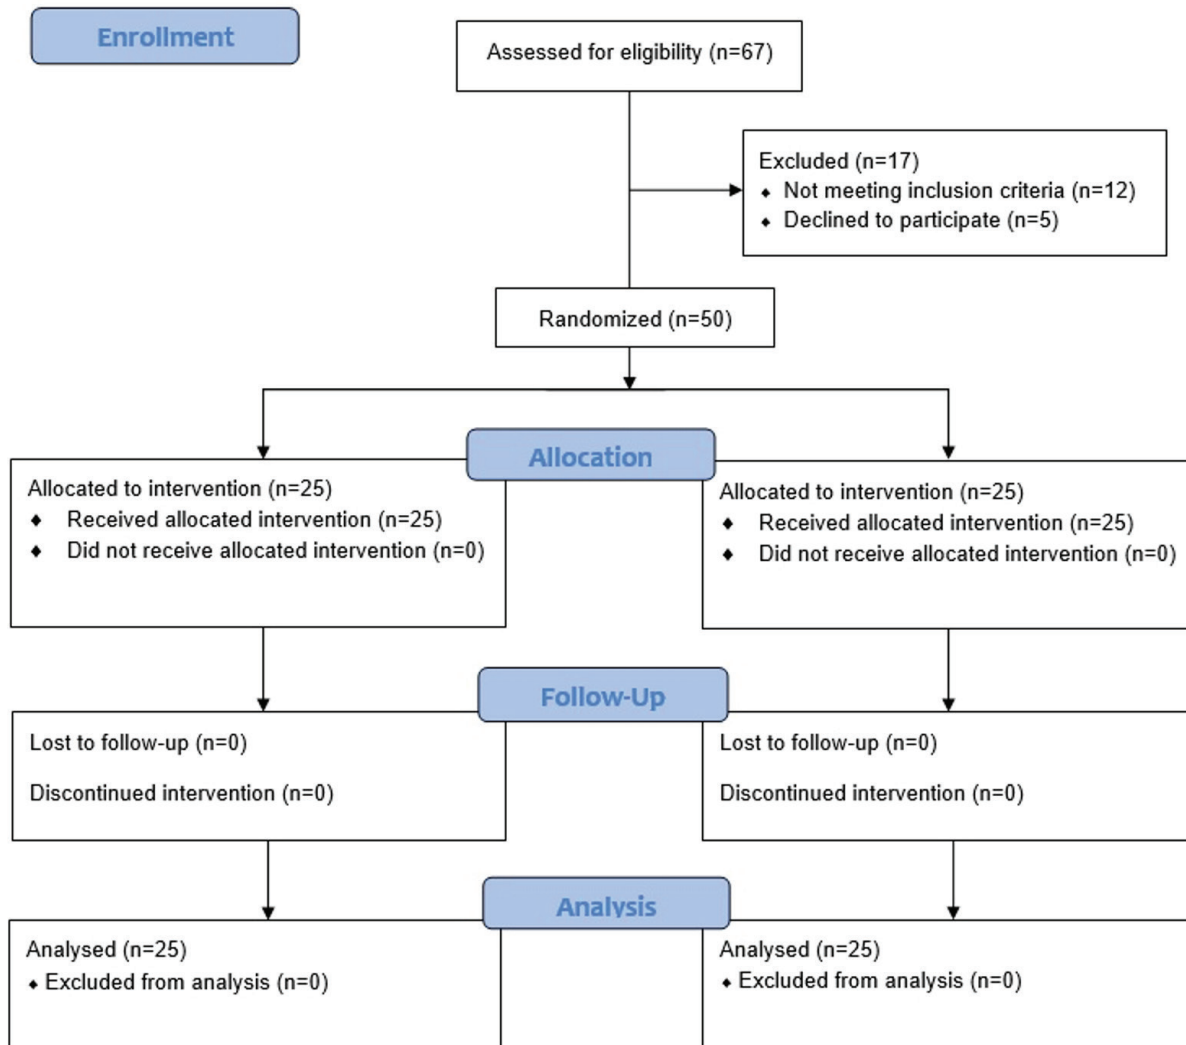 Enrollment
Assessed for eligibility (n=67)
Excluded (n=17)
⬥ Not meeting inclusion criteria (n=12)
⬥ Declined to participate (n=5)
Randomized (n=50)
Allocation
Allocated to intervention (n=25)
♦ Received allocated intervention (n=25)
♦ Did not receive allocated intervention (n=0)
Allocated to intervention (n=25)
♦ Received allocated intervention (n=25)
♦ Did not receive allocated intervention (n=0)
Follow-Up
Lost to follow-up (n=0)
Discontinued intervention (n=0)
Lost to follow-up (n=0)
Discontinued intervention (n=0)
Analysis
Analysed (n=25)
⬥ Excluded from analysis (n=0)
Analysed (n=25)
⬥ Excluded from analysis (n=0)